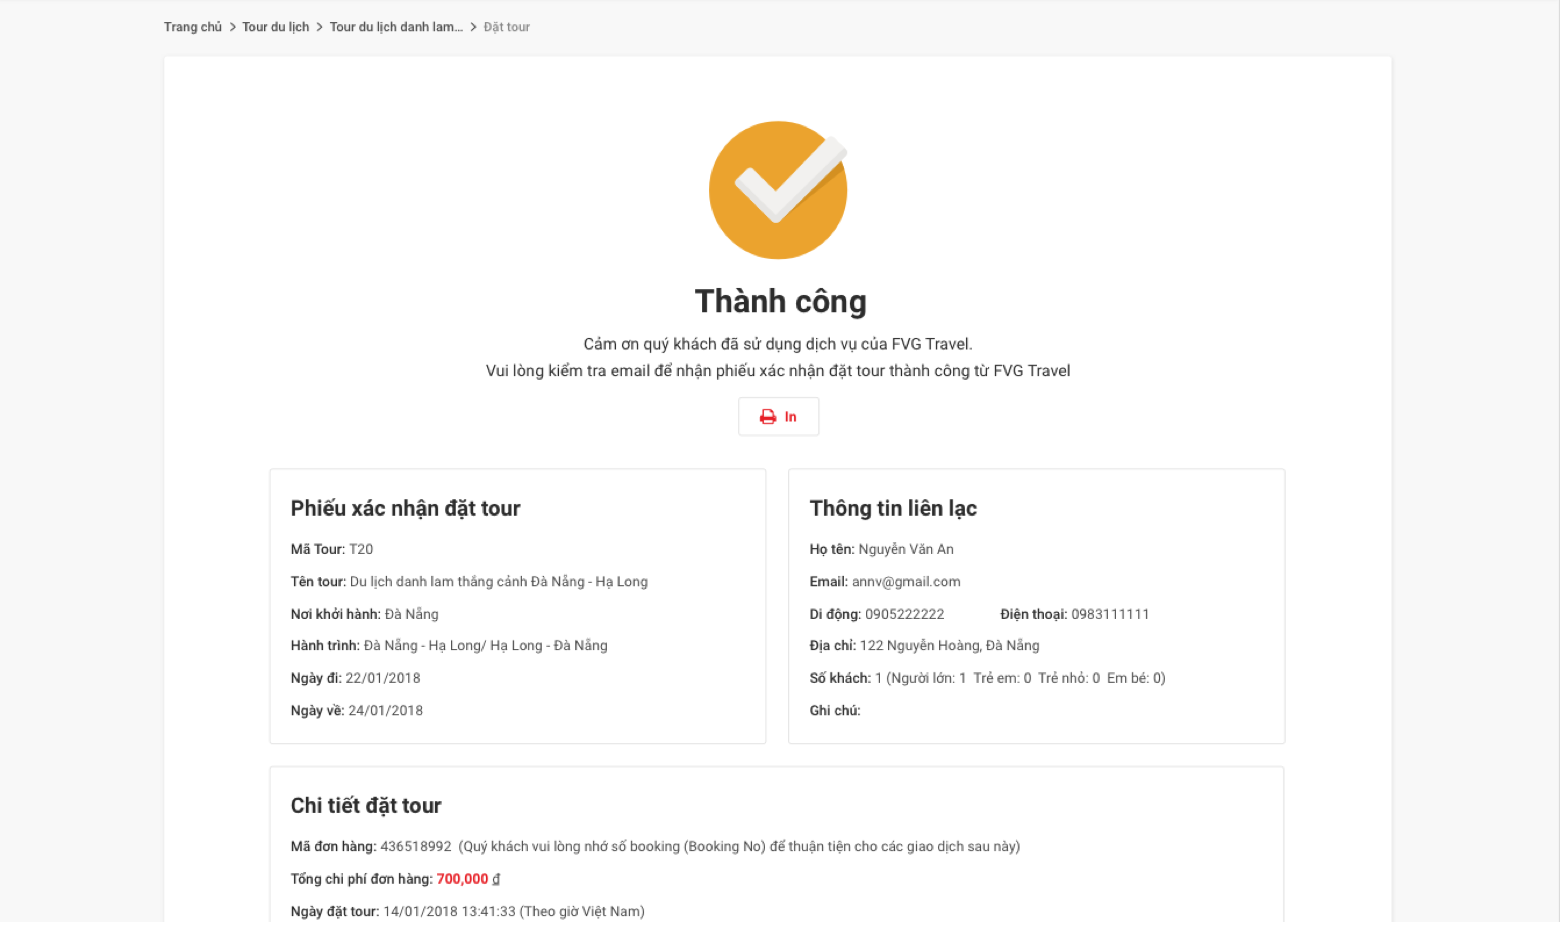 Trang chủ > Tour du lịch > Tour du lịch danh lam... > Đặt tour
Thành công
Cảm ơn quý khách đã sử dụng dịch vụ của FVG Travel.
Vui lòng kiểm tra email để nhận phiếu xác nhận đặt tour thành công từ FVG Travel
In
Phiếu xác nhận đặt tour
Mã Tour: T20
Tên tour: Du lịch danh lam thắng cảnh Đà Nẵng - Hạ Long
Nơi khởi hành: Đà Nẵng
Hành trình: Đà Nẵng - Hạ Long/ Hạ Long - Đà Nẵng
Ngày đi: 22/01/2018
Ngày về: 24/01/2018
Thông tin liên lạc
Họ tên: Nguyễn Văn An
Email: annv@gmail.com
Di động: 0905222222 Điện thoại: 0983111111
Địa chỉ: 122 Nguyễn Hoàng, Đà Nẵng
Số khách: 1 (Người lớn: 1 Trẻ em: 0 Trẻ nhỏ: 0 Em bé: 0)
Ghi chú:
Chi tiết đặt tour
Mã đơn hàng: 436518992 (Quý khách vui lòng nhớ số booking (Booking No) để thuận tiện cho các giao dịch sau này)
Tổng chi phí đơn hàng: 700,000 ₫
Ngày đặt tour: 14/01/2018 13:41:33 (Theo giờ Việt Nam)